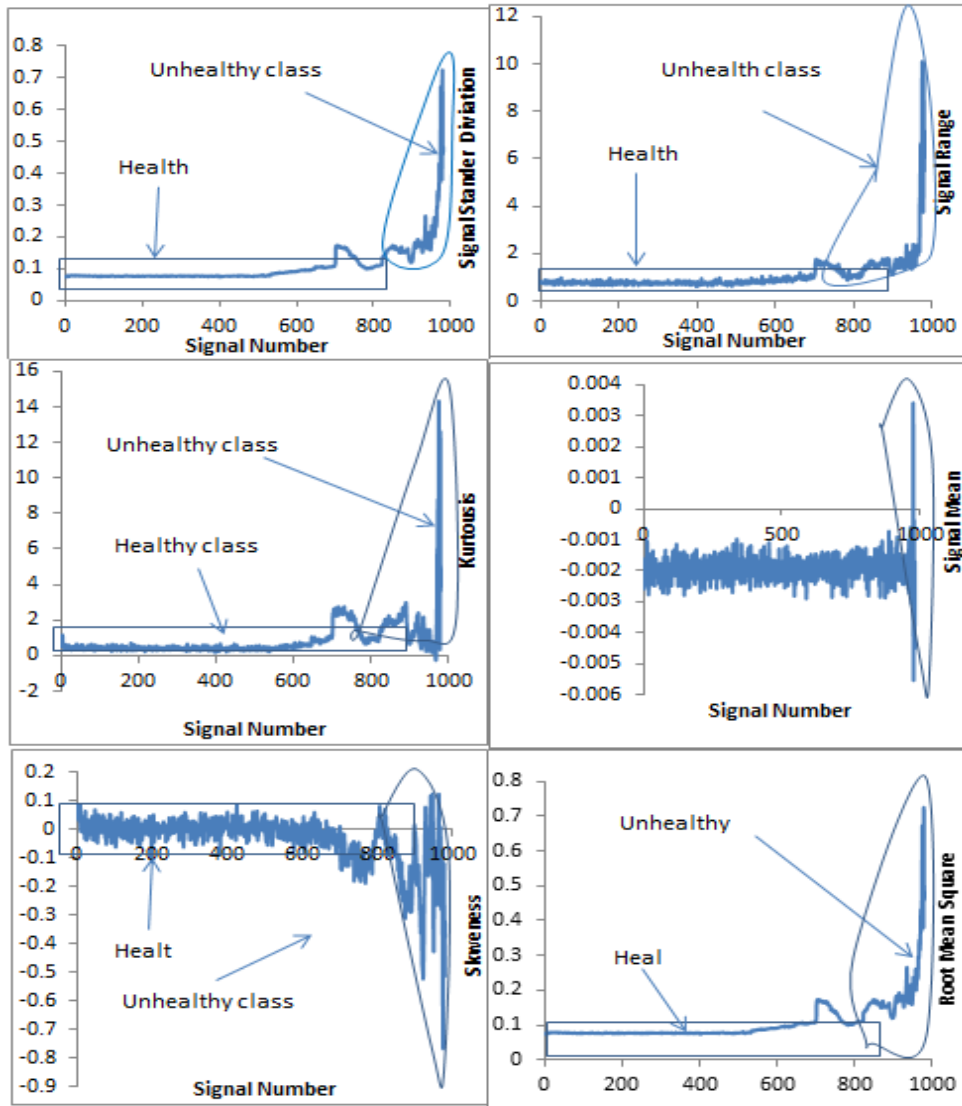 0.8
0.7
0.6
0.5
0.4
0.3
0.2
0.1
0
Unhealthy class
Health
0 200 400 600 800 1000
Signal Number
Signal Stander Diviation
12
10
8
6
4
2
0
Unhealth class
Health
0 200 400 600 800 1000
Signal Number
Signal Range
16
14
12
10
8
6
4
2
0
-2
Unhealthy class
Healthy class
0 200 400 600 800 1000
Signal Number
Kurtousis
0.004
0.003
0.002
0.001
0
-0.001
-0.002
-0.003
-0.004
-0.005
-0.006
0 500 1000
Signal Number
Signal Mean
0.2
0.1
0
-0.1
-0.2
-0.3
-0.4
-0.5
-0.6
-0.7
-0.8
-0.9
0 200 400 600 800 1000
Healt
Unhealthy class
Signal Number
Skweness
0.8
0.7
0.6
0.5
0.4
0.3
0.2
0.1
0
Unhealthy
Heal
0 200 400 600 800 1000
Signal Number
Root Mean Square